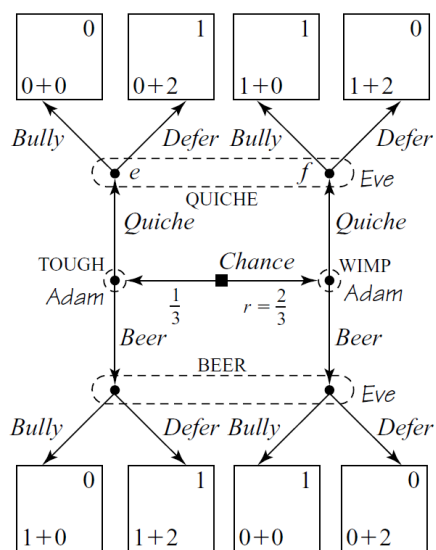 0 1 1 0
0+0 0+2 1+0 1+2
Bully Defer Bully Defer
e f Eve
QUICHE
Quiche Quiche
TOUGH Chance WIMP
Adam 1/3 r = 2/3 Adam
Beer Beer
BEER
Eve
Bully Defer Bully Defer
0 1 1 0
1+0 1+2 0+0 0+2